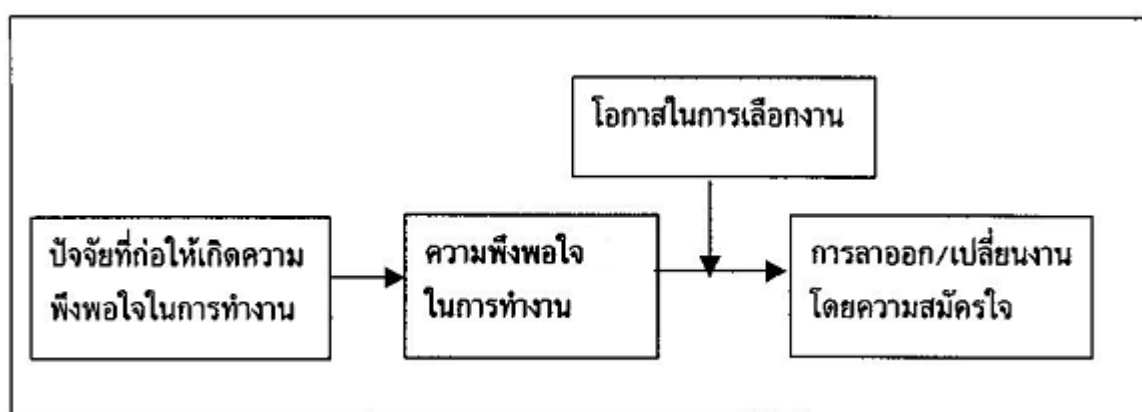 โอกาสในการเลือกงาน
ปัจจัยที่ก่อให้เกิดความ
พึงพอใจในการทำงาน
ความพึงพอใจ
ในการทำงาน
การลาออก/เปลี่ยนงาน
โดยความสมัครใจ